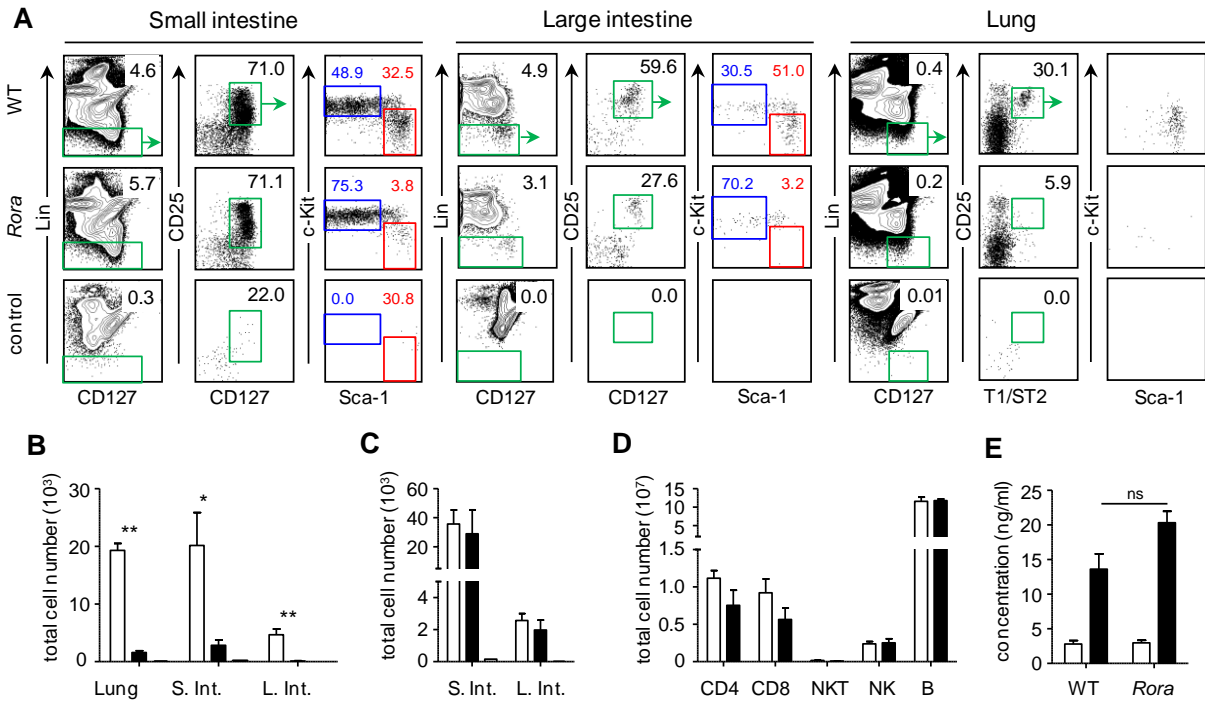 A
Small intestine
Large intestine
Lung
WT
Lin
4.6
CD25
71.0
c-Kit
48.9 32.5
Lin
4.9
CD25
59.6
c-Kit
30.5 51.0
Lin
0.4
CD25
30.1
c-Kit
Rora
5.7
71.1
75.3 3.8
3.1
27.6
70.2 3.2
0.2
5.9
control
0.3
22.0
0.0 30.8
0.0
0.0
0.01
0.0
CD127 CD127 Sca-1 CD127 CD127 Sca-1 CD127 T1/ST2 Sca-1
B
total cell number (10³)
30
20
10
0
** * **
Lung S. Int. L. Int.
C
total cell number (10³)
60
40
20
4
2
0
S. Int. L. Int.
D
total cell number (10⁷)
15
10
5
1.5
1.0
0.5
0
CD4 CD8 NKT NK B
E
concentration (ng/ml)
25
20
15
10
5
0
ns
WT Rora